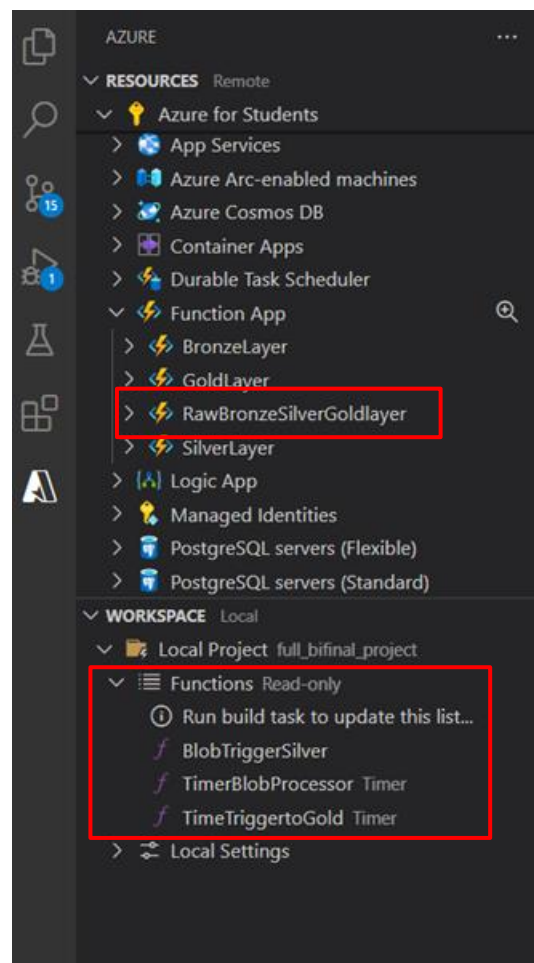 AZURE ...
RESOURCES Remote
Azure for Students
App Services
Azure Arc-enabled machines
Azure Cosmos DB
15
Container Apps
1
Durable Task Scheduler
Function App
BronzeLayer
GoldLayer
RawBronzeSilverGoldlayer
SilverLayer
Logic App
Managed Identities
PostgreSQL servers (Flexible)
PostgreSQL servers (Standard)
WORKSPACE Local
Local Project full_bifinal_project
Functions Read-only
Run build task to update this list...
BlobTriggerSilver
TimerBlobProcessor Timer
TimeTriggertoGold Timer
Local Settings